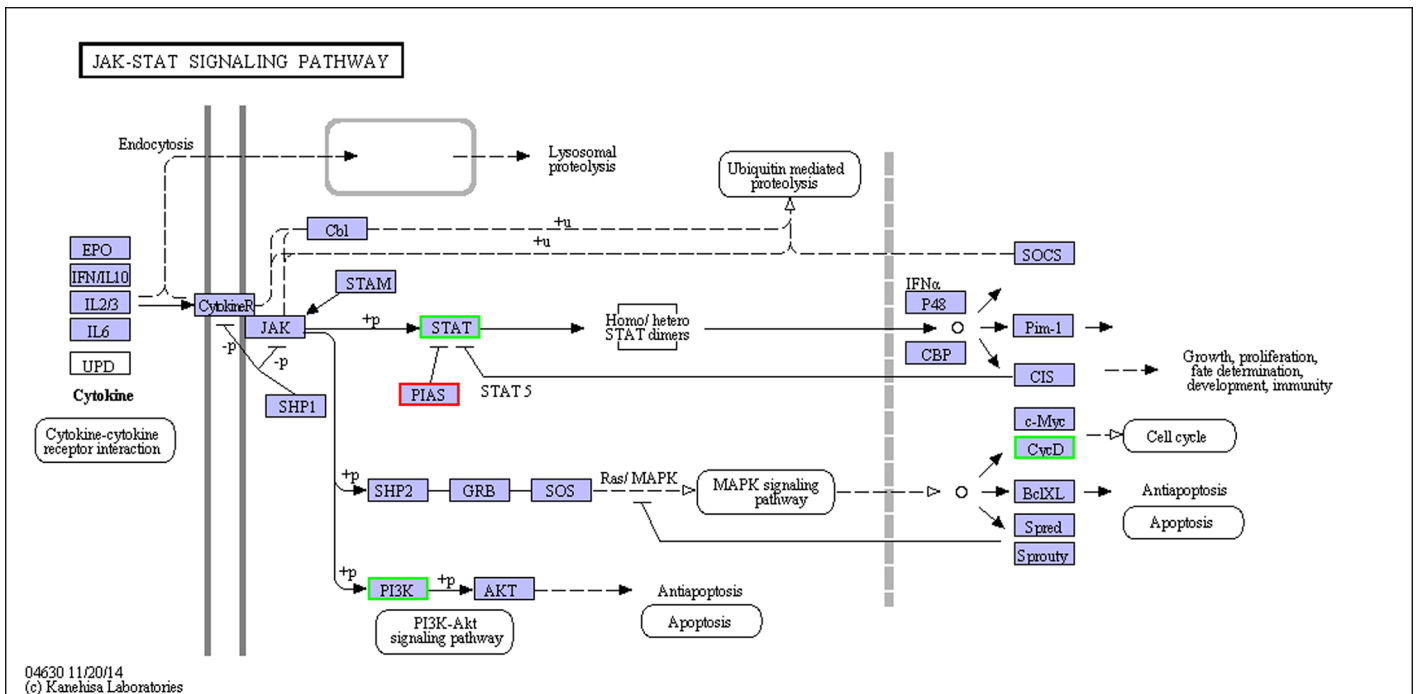 JAK-STAT SIGNALING PATHWAY
Endocytosis
Lysosomal
proteolysis
Ubiquitin mediated
proteolysis
Cbl
+u
+u
EPO
IFN/IL10
IL2/3
IL6
UPD
Cytokine
Cytokine-cytokine
receptor interaction
CytokineR
JAK
STAM
SOCS
+p
STAT
Homo/ hetero
STAT dimers
IFNα
P48
CBP
Pim-1
CIS
Growth, proliferation,
fate determination,
development, immunity
-p
-p
SHP1
PIAS
STAT 5
c-Myc
CycD
Cell cycle
+p
SHP2
GRB
SOS
Ras/ MAPK
MAPK signaling
pathway
BclXL
Antiapoptosis
Apoptosis
Spred
Sprouty
+p
PI3K
+p
AKT
Antiapoptosis
Apoptosis
PI3K-Akt
signaling pathway
04630 11/20/14
(c) Kanehisa Laboratories